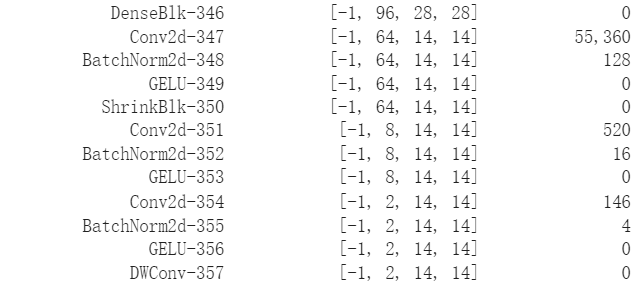 DenseBlk-346 [-1, 96, 28, 28] 0
Conv2d-347 [-1, 64, 14, 14] 55,360
BatchNorm2d-348 [-1, 64, 14, 14] 128
GELU-349 [-1, 64, 14, 14] 0
ShrinkBlk-350 [-1, 64, 14, 14] 0
Conv2d-351 [-1, 8, 14, 14] 520
BatchNorm2d-352 [-1, 8, 14, 14] 16
GELU-353 [-1, 8, 14, 14] 0
Conv2d-354 [-1, 2, 14, 14] 146
BatchNorm2d-355 [-1, 2, 14, 14] 4
GELU-356 [-1, 2, 14, 14] 0
DWConv-357 [-1, 2, 14, 14] 0